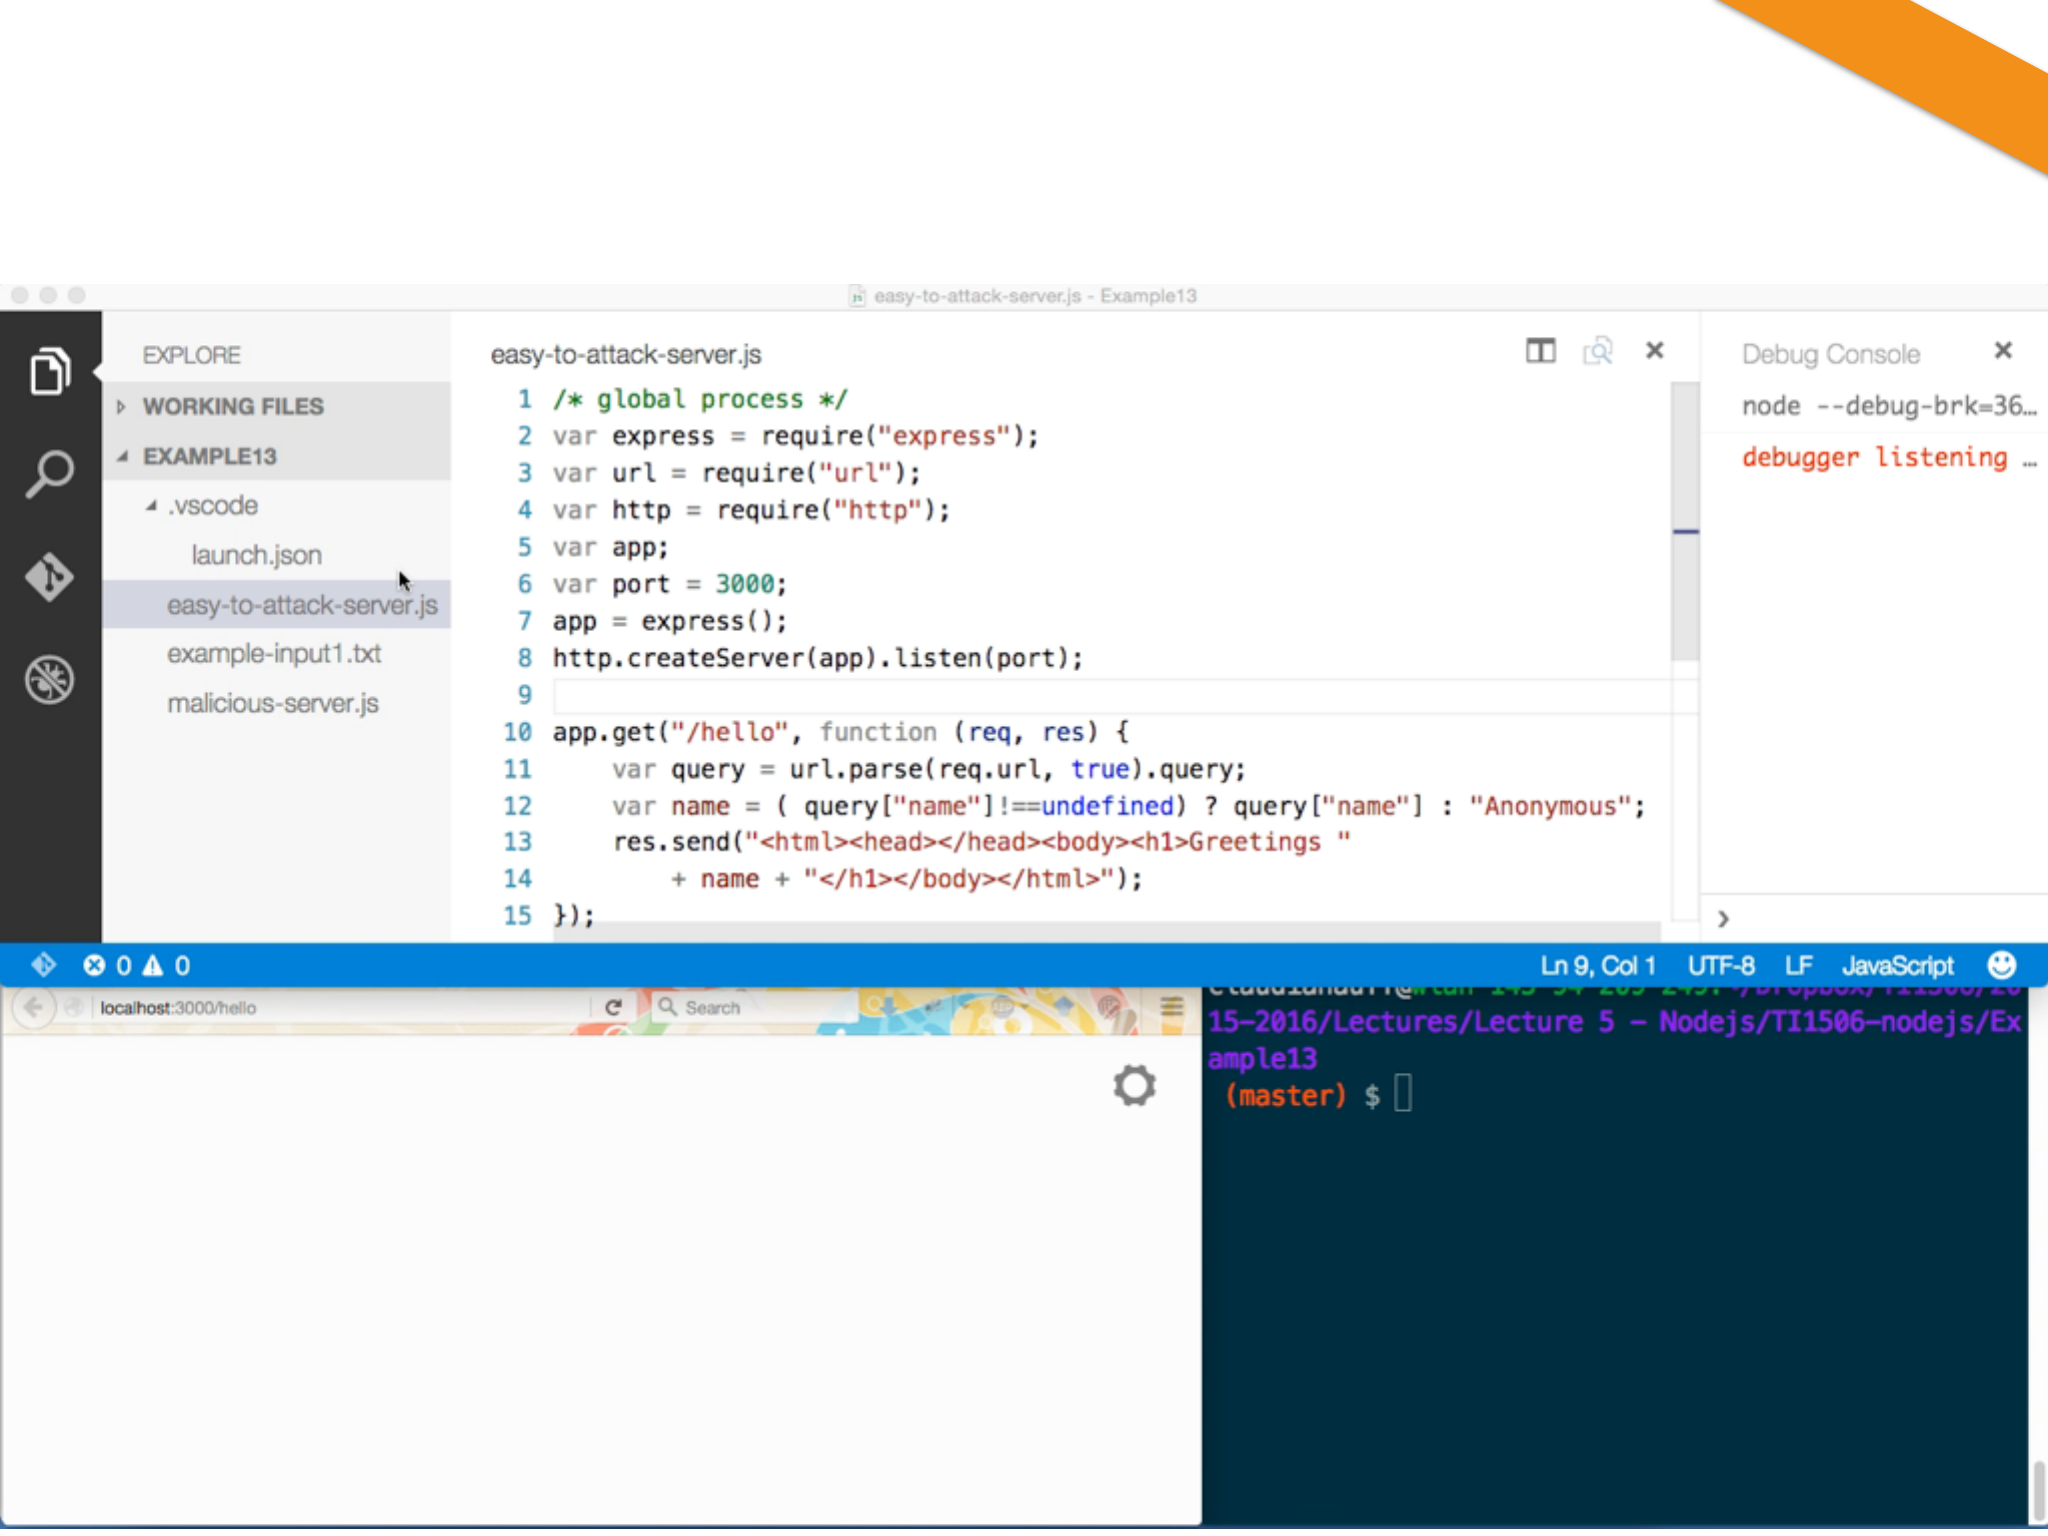 easy-to-attack-server.js - Example13
EXPLORE
WORKING FILES
EXAMPLE13
.vscode
launch.json
easy-to-attack-server.js
example-input1.txt
malicious-server.js
easy-to-attack-server.js
1 /* global process */
2 var express = require("express");
3 var url = require("url");
4 var http = require("http");
5 var app;
6 var port = 3000;
7 app = express();
8 http.createServer(app).listen(port);
9
10 app.get("/hello", function (req, res) {
11 var query = url.parse(req.url, true).query;
12 var name = ( query["name"]!==undefined) ? query["name"] : "Anonymous";
13 res.send("<html><head></head><body><h1>Greetings "
14 + name + "</h1></body></html>");
15 });
Debug Console
node --debug-brk=36…
debugger listening …
0 0
Ln 9, Col 1 UTF-8 LF JavaScript
localhost:3000/hello
Search
15-2016/Lectures/Lecture 5 - Nodejs/TI1506-nodejs/Ex
ample13
(master) $